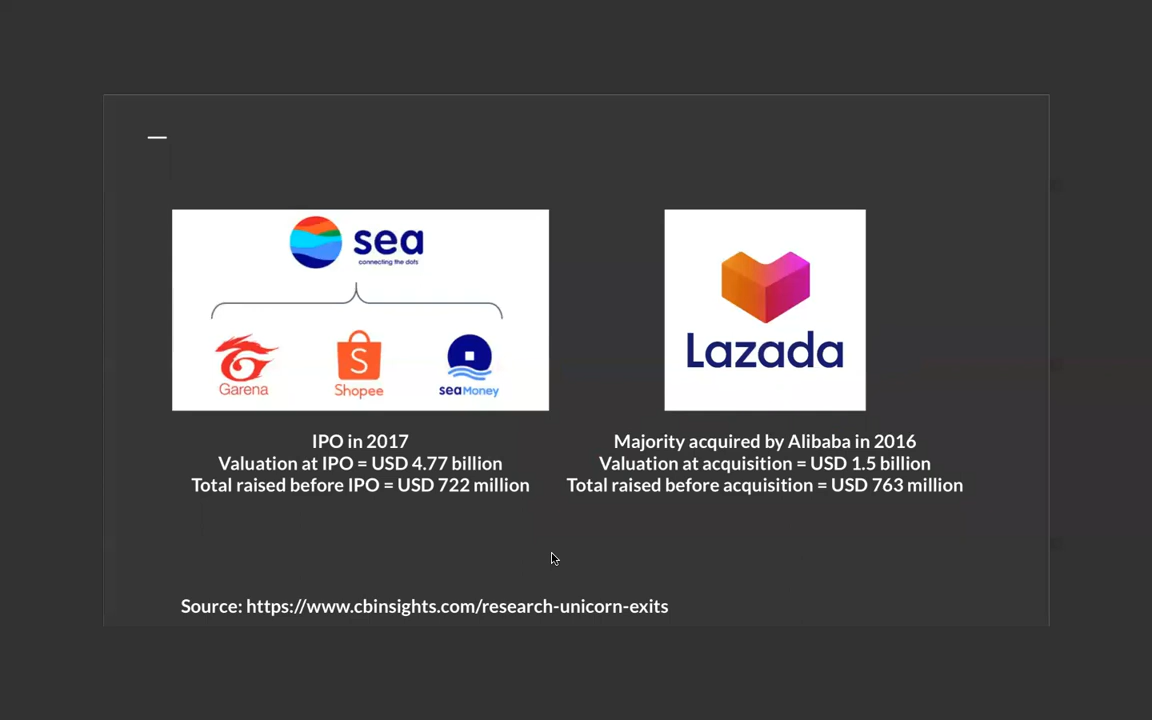 sea
connecting the dots
Garena
Shopee
sea Money
IPO in 2017
Valuation at IPO = USD 4.77 billion
Total raised before IPO = USD 722 million
Lazada
Majority acquired by Alibaba in 2016
Valuation at acquisition = USD 1.5 billion
Total raised before acquisition = USD 763 million
Source: https://www.cbinsights.com/research-unicorn-exits